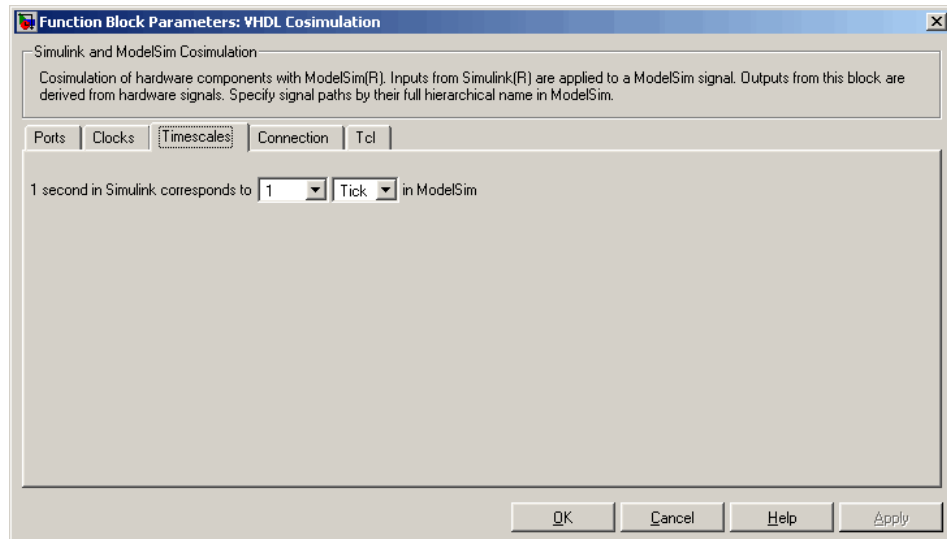 Function Block Parameters: VHDL Cosimulation
Simulink and ModelSim Cosimulation
Cosimulation of hardware components with ModelSim(R). Inputs from Simulink(R) are applied to a ModelSim signal. Outputs from this block are
derived from hardware signals. Specify signal paths by their full hierarchical name in ModelSim.
Ports Clocks Timescales Connection Tcl
1 second in Simulink corresponds to 1 Tick in ModelSim
OK Cancel Help Apply